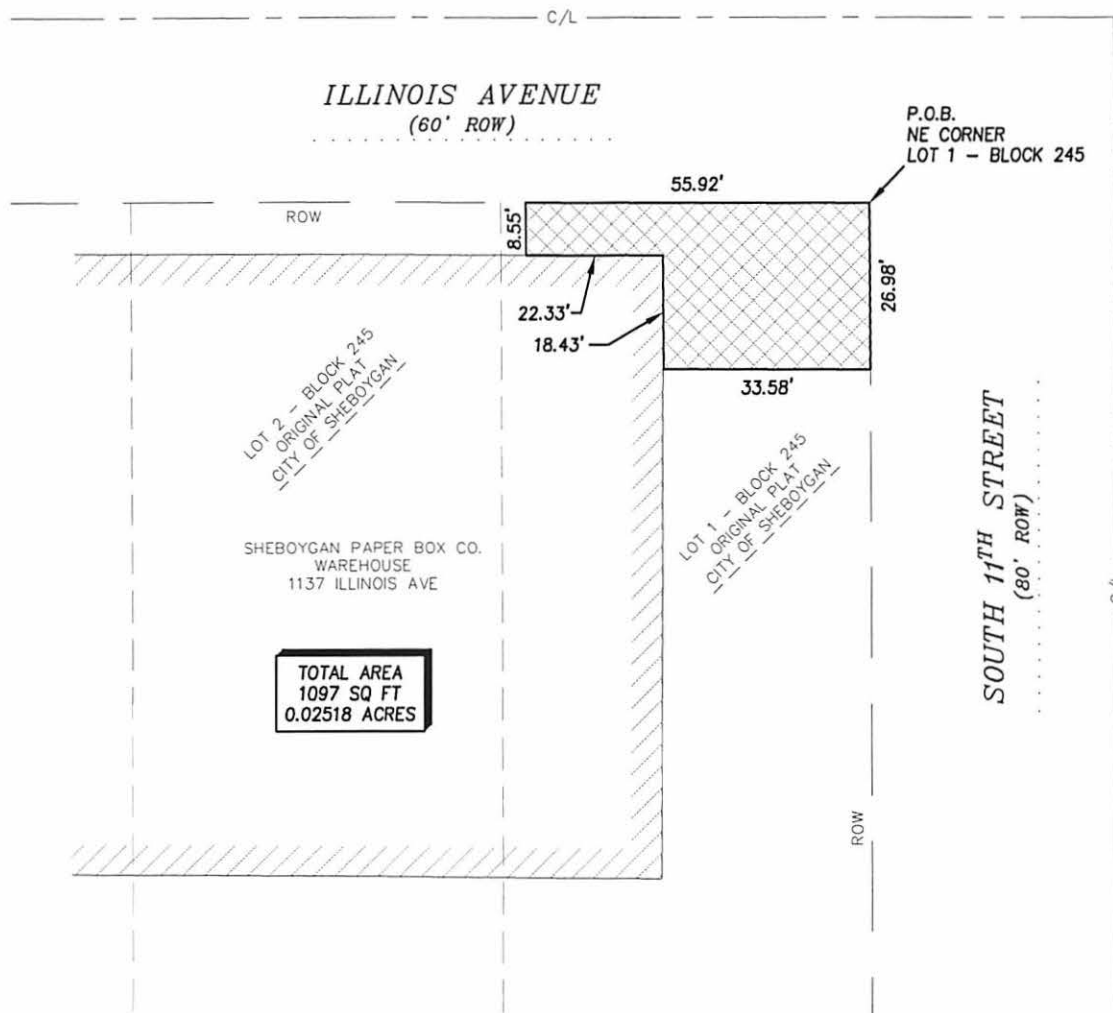 C/L
ILLINOIS AVENUE
(60' ROW)
P.O.B.
NE CORNER
LOT 1 - BLOCK 245
55.92'
ROW
8.55'
26.98'
22.33'
18.43'
33.58'
LOT 2 - BLOCK 245
ORIGINAL PLAT
CITY OF SHEBOYGAN
LOT 1 - BLOCK 245
ORIGINAL PLAT
CITY OF SHEBOYGAN
SOUTH 11TH STREET
(80' ROW)
SHEBOYGAN PAPER BOX CO.
WAREHOUSE
1137 ILLINOIS AVE
TOTAL AREA
1097 SQ FT
0.02518 ACRES
ROW